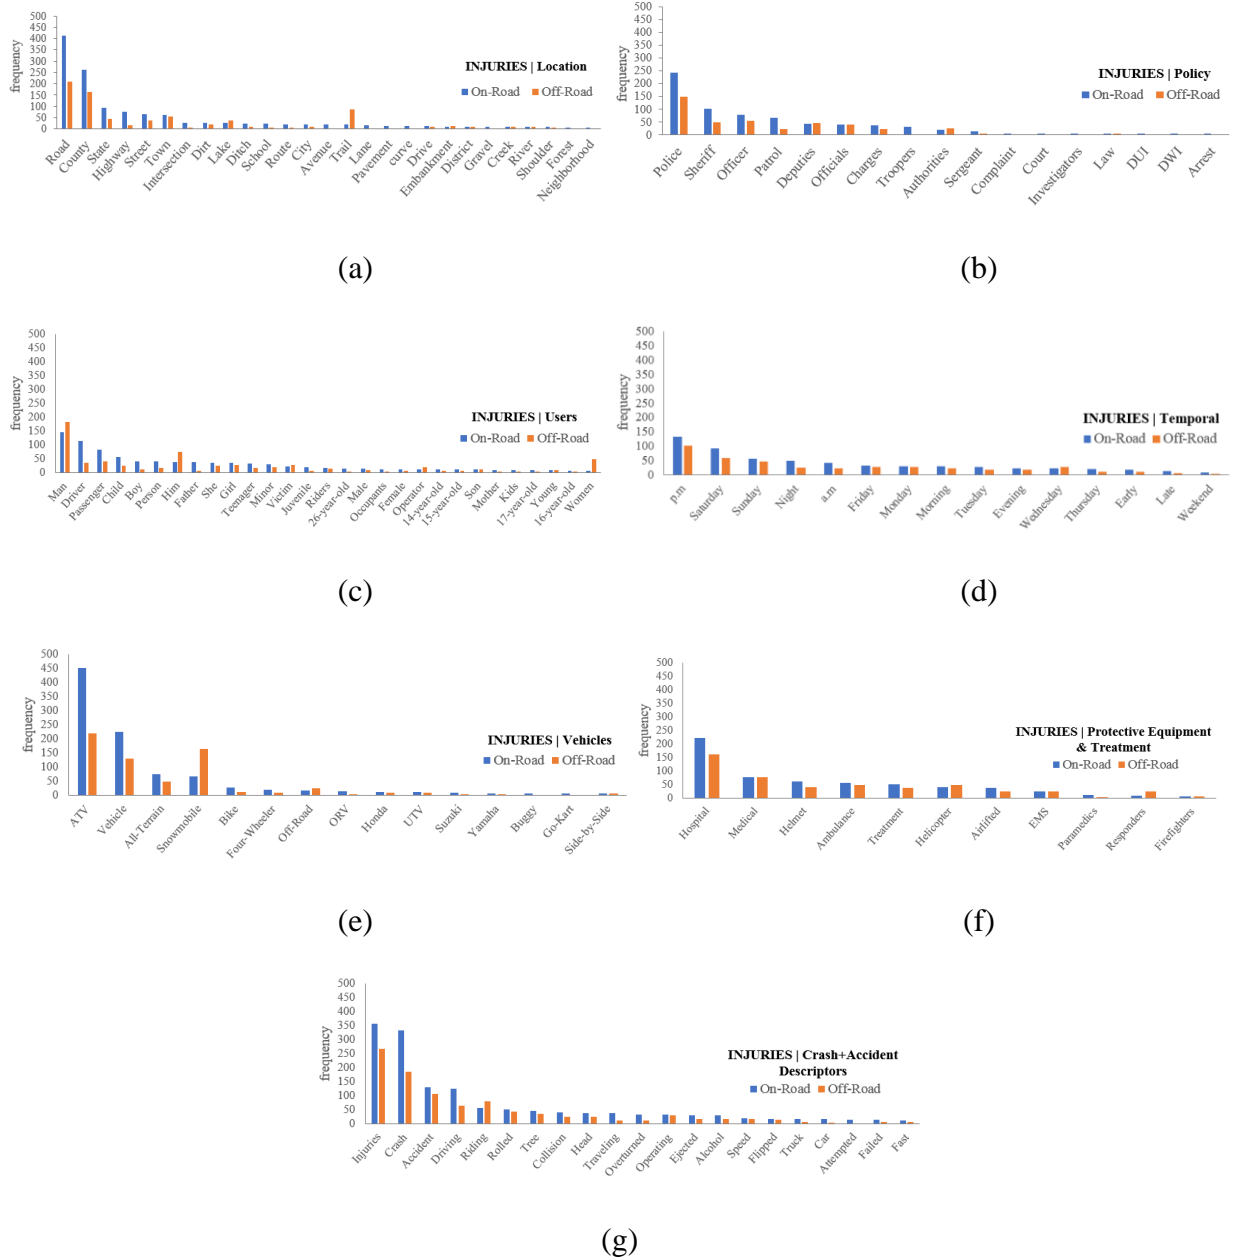 500
450
400
350
300
250
200
150
100
50
0
frequency
INJURIES | Location
On-Road Off-Road
Road County State Highway Street Town Intersection Dirt Lake Ditch School Route City Avenue Trail Lane Pavement curve Drive Embankment District Gravel Creek River Shoulder Forest Neighborhood
(a)
500
450
400
350
300
250
200
150
100
50
0
frequency
INJURIES | Policy
On-Road Off-Road
Police Sheriff Officer Patrol Deputies Officials Charges Troopers Authorities Sergeant Complaint Court Investigators Law DUI DWI Arrest
(b)
500
450
400
350
300
250
200
150
100
50
0
frequency
INJURIES | Users
On-Road Off-Road
Man Driver Passenger Child Boy Person Him Father She Girl Teenager Minor Victim Juvenile Riders 26-year-old Male Occupants Female Operator 14-year-old 15-year-old Son Mother Kids 17-year-old Young 16-year-old Women
(c)
500
450
400
350
300
250
200
150
100
50
0
frequency
INJURIES | Temporal
On-Road Off-Road
p.m Saturday Sunday Night a.m Friday Monday Morning Tuesday Evening Wednesday Thursday Early Late Weekend
(d)
500
450
400
350
300
250
200
150
100
50
0
frequency
INJURIES | Vehicles
On-Road Off-Road
ATV Vehicle All-Terrain Snowmobile Bike Four-Wheeler Off-Road ORV Honda UTV Suzuki Yamaha Buggy Go-Kart Side-by-Side
(e)
500
450
400
350
300
250
200
150
100
50
0
frequency
INJURIES | Protective Equipment
& Treatment
On-Road Off-Road
Hospital Medical Helmet Ambulance Treatment Helicopter Airlifted EMS Paramedics Responders Firefighters
(f)
500
450
400
350
300
250
200
150
100
50
0
frequency
INJURIES | Crash+Accident
Descriptors
On-Road Off-Road
Injuries Crash Accident Driving Riding Rolled Tree Collision Head Traveling Overturned Operating Ejected Alcohol Speed Flipped Truck Car Attempted Failed Fast
(g)